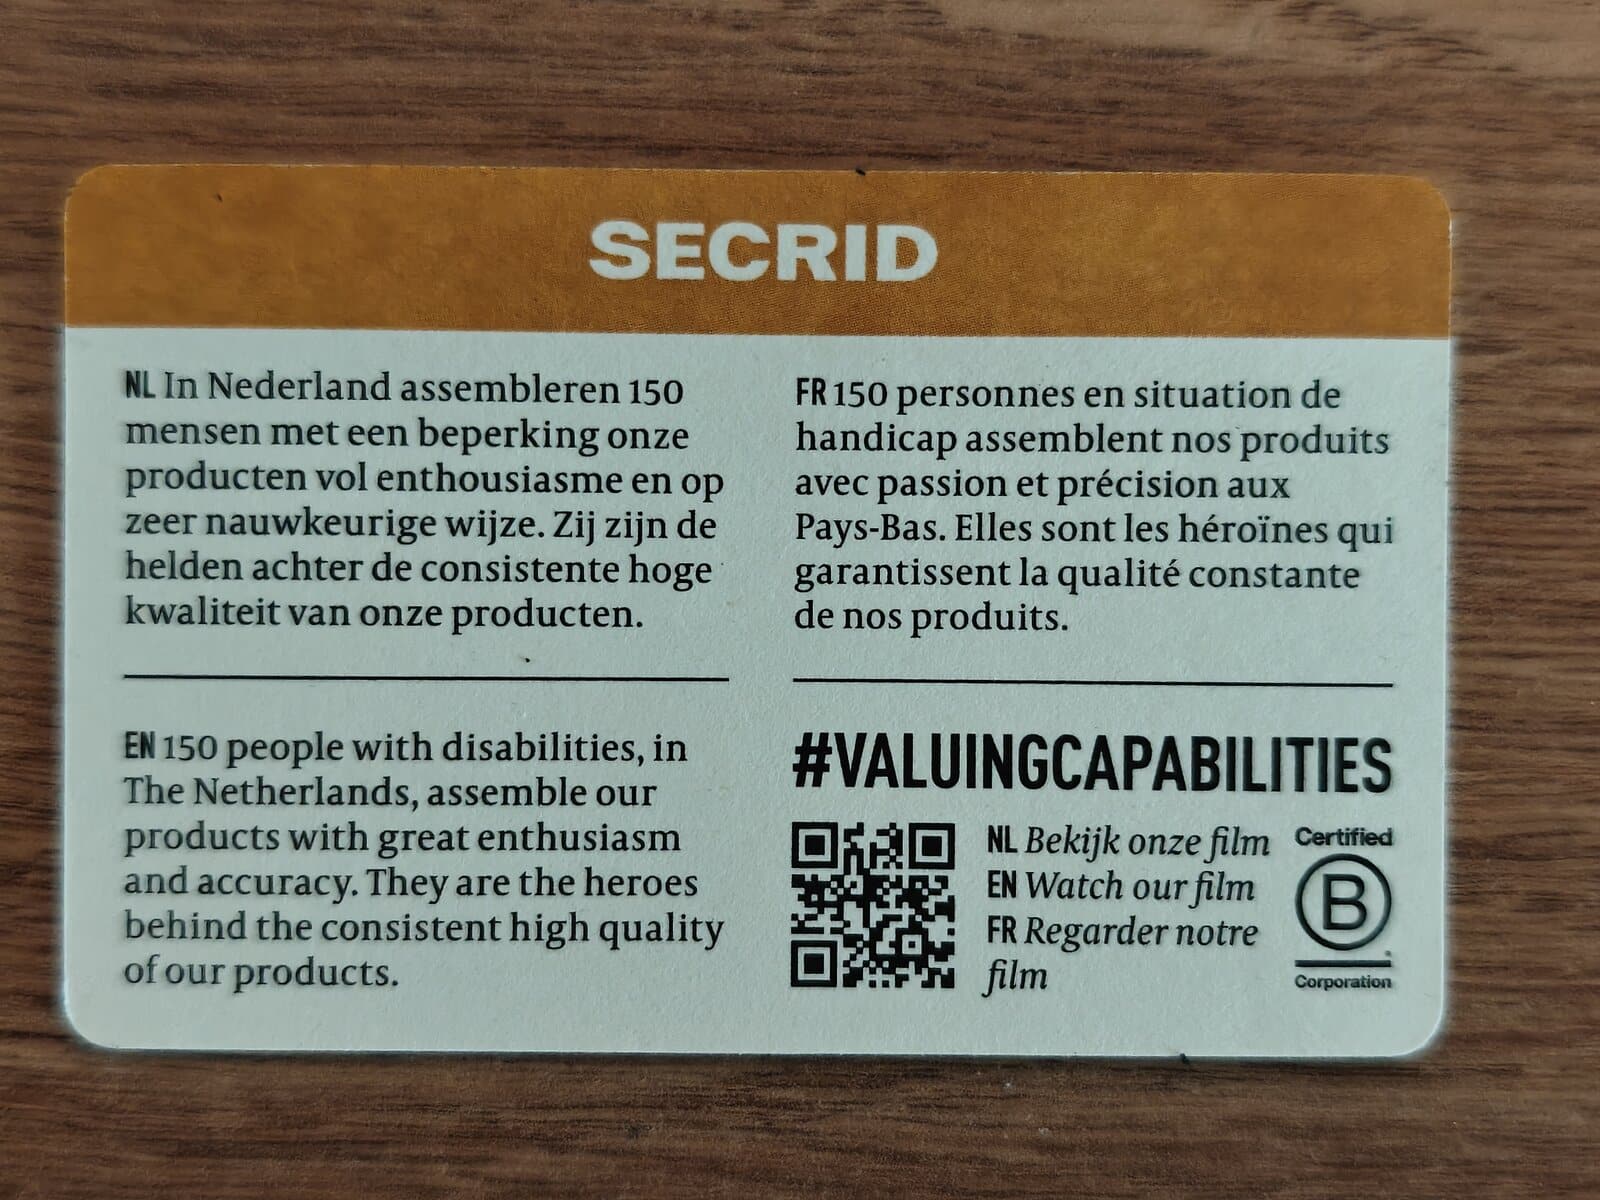 SECRID
NL In Nederland assembleren 150
mensen met een beperking onze
producten vol enthousiasme en op
zeer nauwkeurige wijze. Zij zijn de
helden achter de consistente hoge
kwaliteit van onze producten.
EN 150 people with disabilities, in
The Netherlands, assemble our
products with great enthusiasm
and accuracy. They are the heroes
behind the consistent high quality
of our products.
FR 150 personnes en situation de
handicap assemblent nos produits
avec passion et précision aux
Pays-Bas. Elles sont les héroïnes qui
garantissent la qualité constante
de nos produits.
#VALUINGCAPABILITIES
NL Bekijk onze film
EN Watch our film
FR Regarder notre
film
Certified
B
Corporation